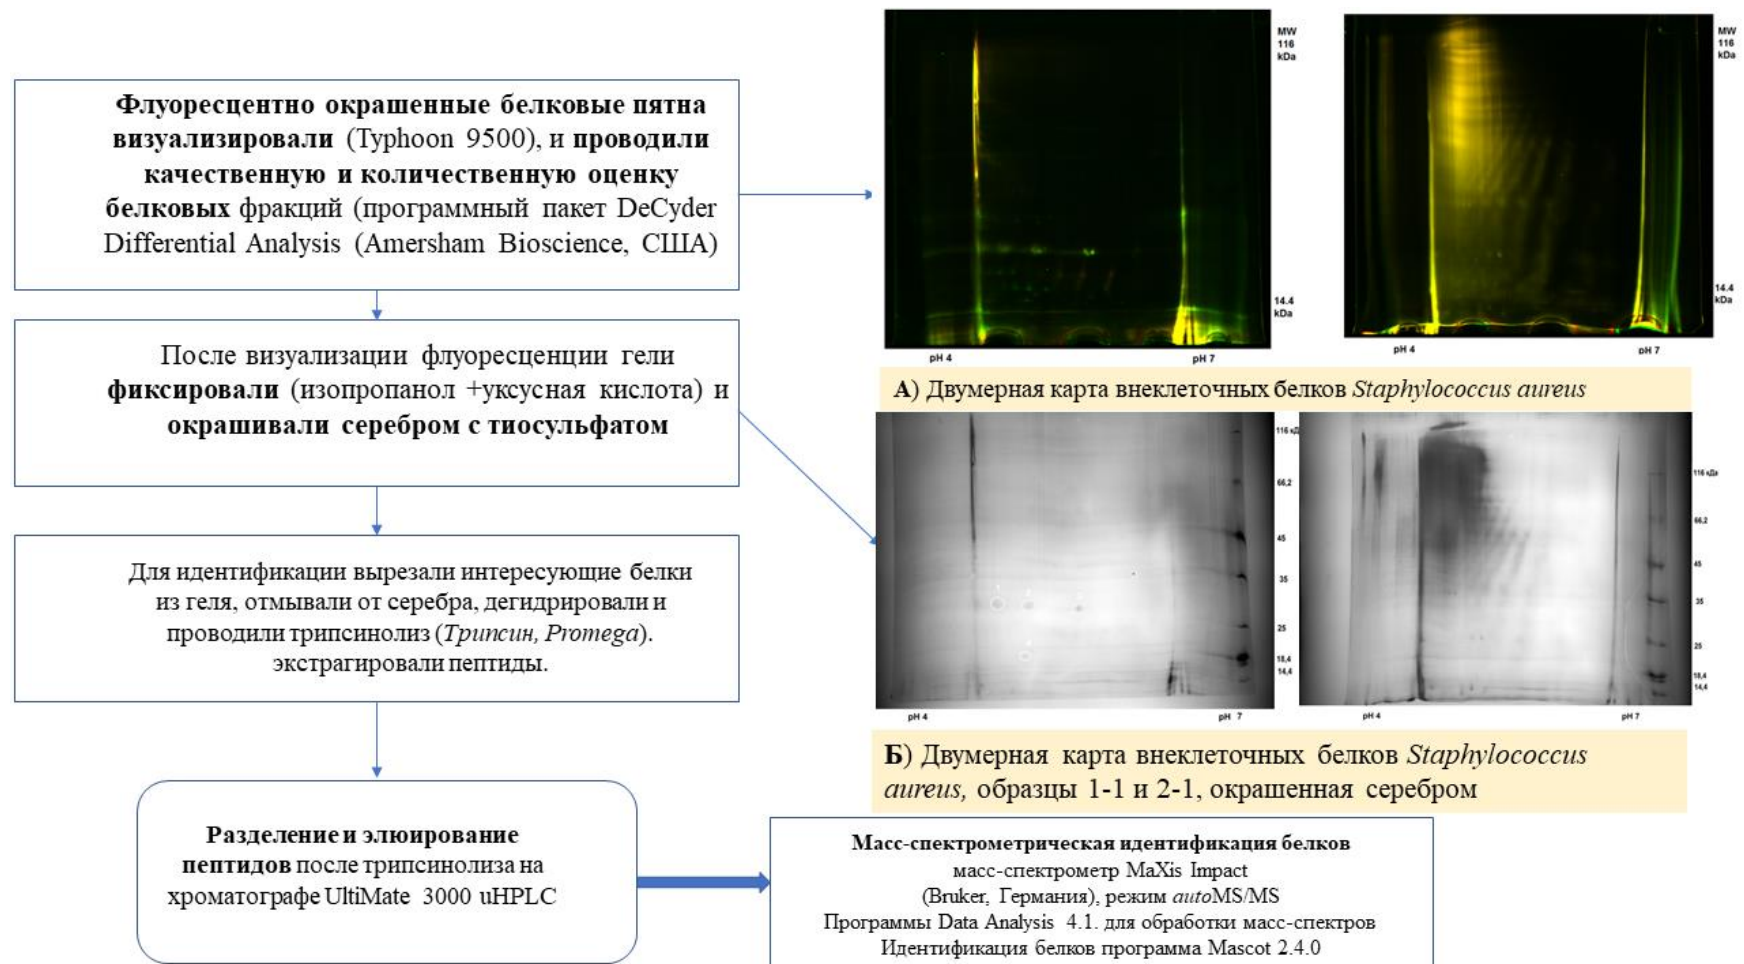 Флуоресцентно окрашенные белковые пятна
визуализировали (Typhoon 9500), и проводили
качественную и количественную оценку
белковых фракций (программный пакет DeCyder
Differential Analysis (Amersham Bioscience, США)
После визуализации флуоресценции гели
фиксировали (изопропанол +уксусная кислота) и
окрашивали серебром с тиосульфатом
Для идентификации вырезали интересующие белки
из геля, отмывали от серебра, дегидрировали и
проводили трипсинолиз (Трипсин, Promega).
экстрагировали пептиды.
Разделение и элюирование
пептидов после трипсинолиза на
хроматографе UltiMate 3000 uHPLC
MW
116
kDa
14.4
kDa
pH 4
pH 7
MW
116
kDa
14.4
kDa
pH 4
pH 7
А) Двумерная карта внеклеточных белков Staphylococcus aureus
66,2
45
35
25
18,4
14,4
pH 4
pH 7
116 кДа
66,2
45
35
25
18,4
14,4
pH 4
pH 7
Б) Двумерная карта внеклеточных белков Staphylococcus
aureus, образцы 1-1 и 2-1, окрашенная серебром
Масс-спектрометрическая идентификация белков
масс-спектрометр MaXis Impact
(Bruker, Германия), режим autoMS/MS
Программы Data Analysis 4.1. для обработки масс-спектров
Идентификация белков программа Mascot 2.4.0